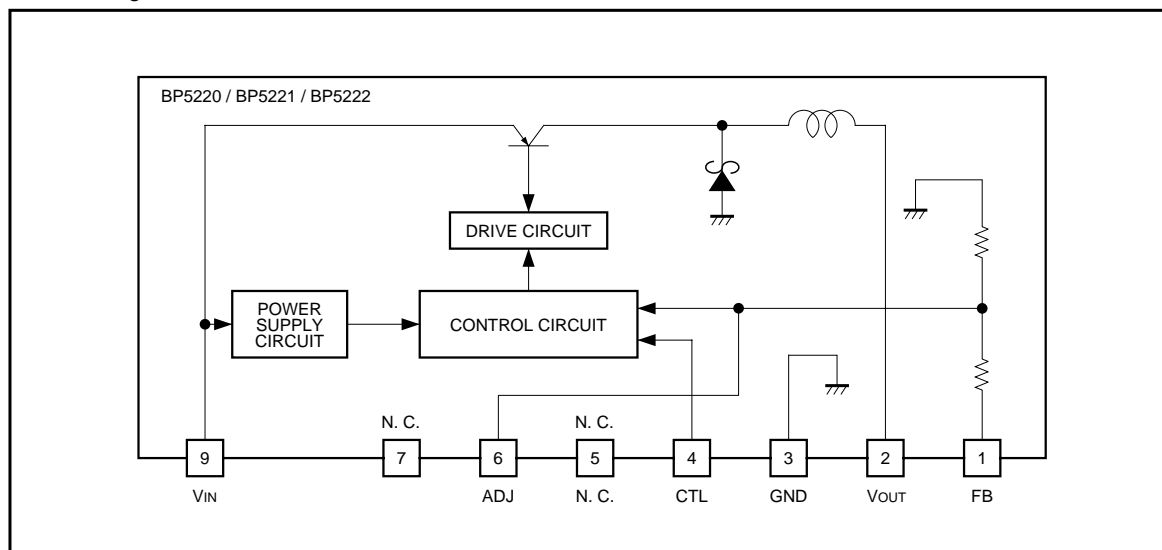 BP5220 / BP5221 / BP5222
DRIVE CIRCUIT
POWER
SUPPLY
CIRCUIT
CONTROL CIRCUIT
N. C.
N. C.
9
7
6
5
4
3
2
1
VIN
ADJ
N. C.
CTL
GND
VOUT
FB